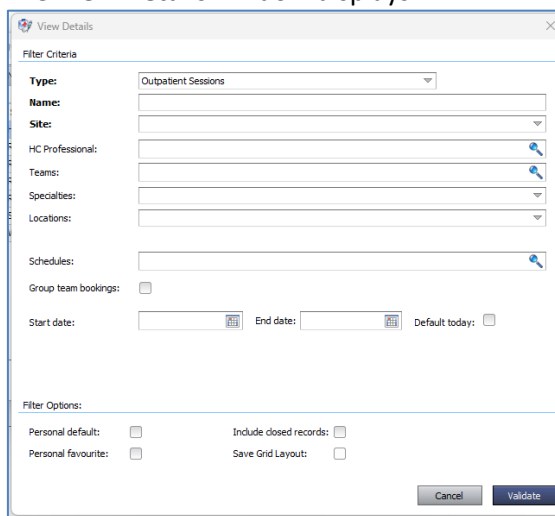 View Details
Filter Criteria
Type: Outpatient Sessions
Name:
Site:
HC Professional:
Teams:
Specialties:
Locations:
Schedules:
Group team bookings:
Start date: End date: Default today:
Filter Options:
Personal default: Include closed records:
Personal favourite: Save Grid Layout:
Cancel Validate